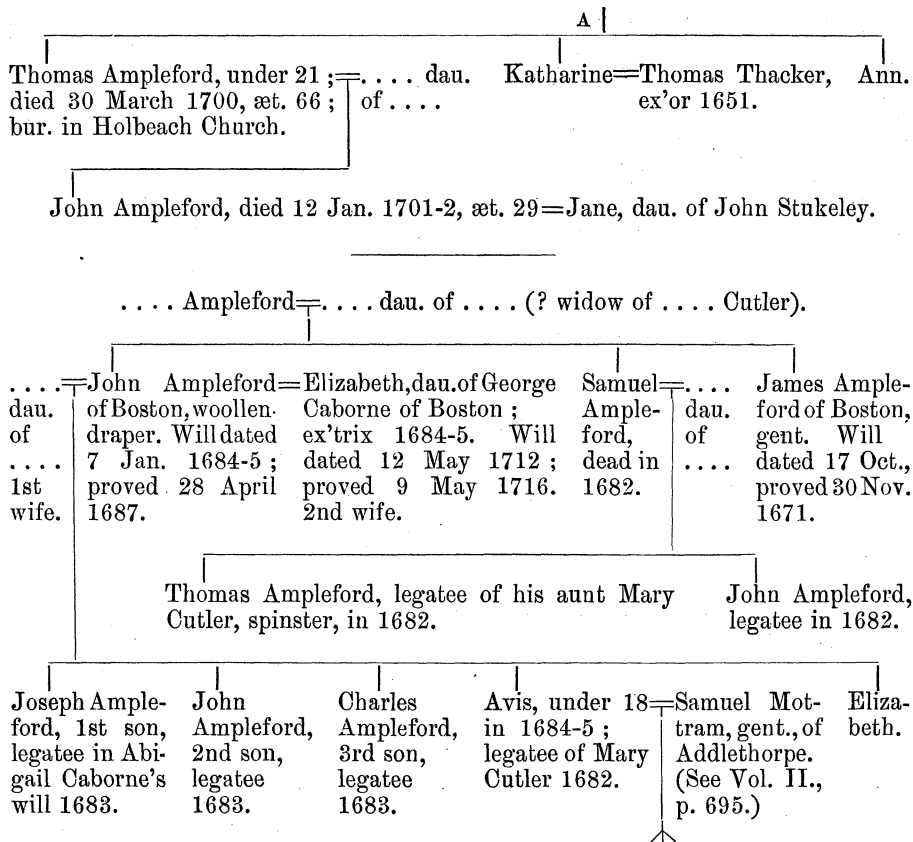 A
Thomas Ampleford, under 21 ;=. . . . dau.
died 30 March 1700, æt. 66 ; of . . . .
bur. in Holbeach Church.
Katharine=Thomas Thacker,
ex'or 1651.
Ann.
John Ampleford, died 12 Jan. 1701-2, æt. 29=Jane, dau. of John Stukeley.
. . . . Ampleford=. . . . dau. of . . . . (? widow of . . . . Cutler).
. . . .=
dau.
of
. . . .
1st
wife.
John Ampleford=
of Boston, woollen-
draper. Will dated
7 Jan. 1684-5 ;
proved 28 April
1687.
Elizabeth, dau. of George
Caborne of Boston ;
ex'trix 1684-5. Will
dated 12 May 1712 ;
proved 9 May 1716.
2nd wife.
Samuel=
Ample-
ford,
dead in
1682.
. . . .
dau.
of
. . . .
James Ample-
ford of Boston,
gent. Will
dated 17 Oct.,
proved 30 Nov.
1671.
Thomas Ampleford, legatee of his aunt Mary
Cutler, spinster, in 1682.
John Ampleford,
legatee in 1682.
Joseph Ample-
ford, 1st son,
legatee in Abi-
gail Caborne's
will 1683.
John
Ampleford,
2nd son,
legatee
1683.
Charles
Ampleford,
3rd son,
legatee
1683.
Avis, under 18=
in 1684-5 ;
legatee of Mary
Cutler 1682.
Samuel Mot-
tram, gent., of
Addlethorpe.
(See Vol. II.,
p. 695.)
Eliza-
beth.